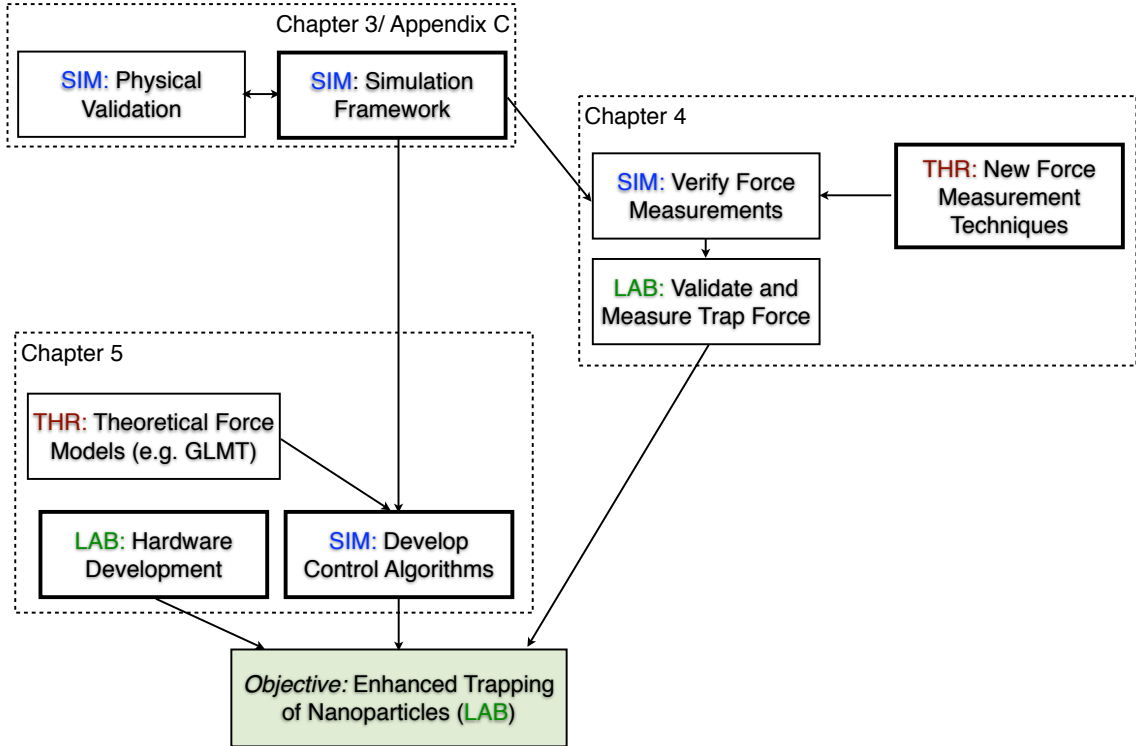 Chapter 3/ Appendix C
SIM: Physical
Validation
SIM: Simulation
Framework
Chapter 4
SIM: Verify Force
Measurements
THR: New Force
Measurement
Techniques
LAB: Validate and
Measure Trap Force
Chapter 5
THR: Theoretical Force
Models (e.g. GLMT)
LAB: Hardware
Development
SIM: Develop
Control Algorithms
Objective: Enhanced Trapping
of Nanoparticles (LAB)